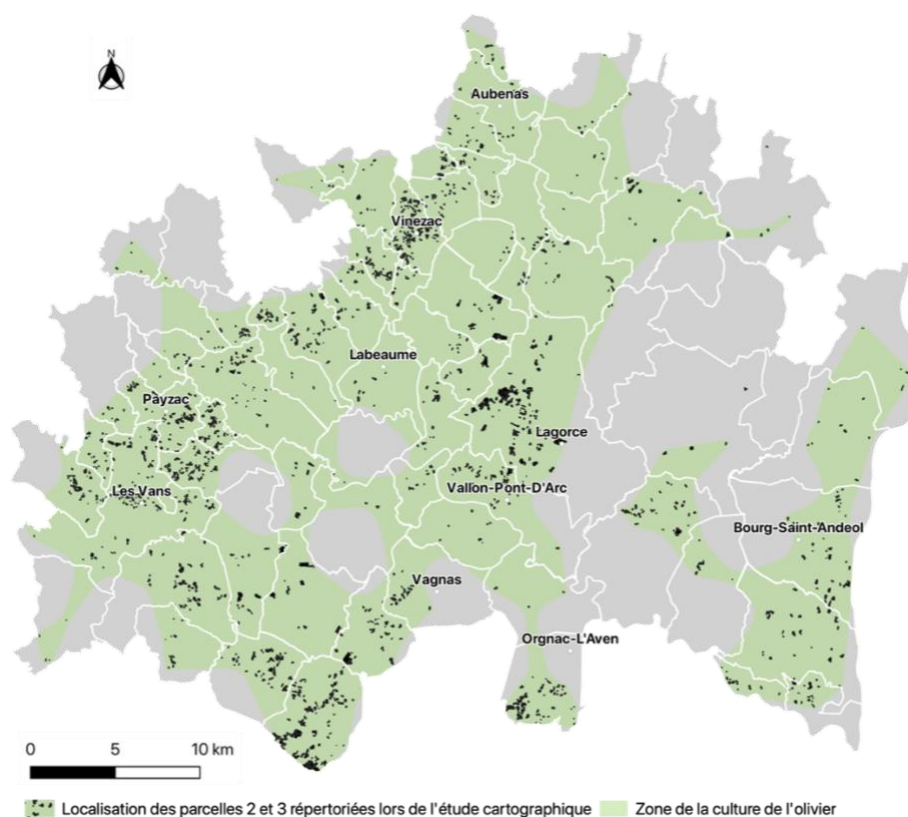 N
Aubenas
Vinezac
Labeaume
Payzac
Lagorce
Les Vans
Vallon-Pont-D'Arc
Bourg-Saint-Andeol
Vagnas
Orgnac-L'Aven
0 5 10 km
Localisation des parcelles 2 et 3 répertoriées lors de l'étude cartographique Zone de la culture de l'olivier